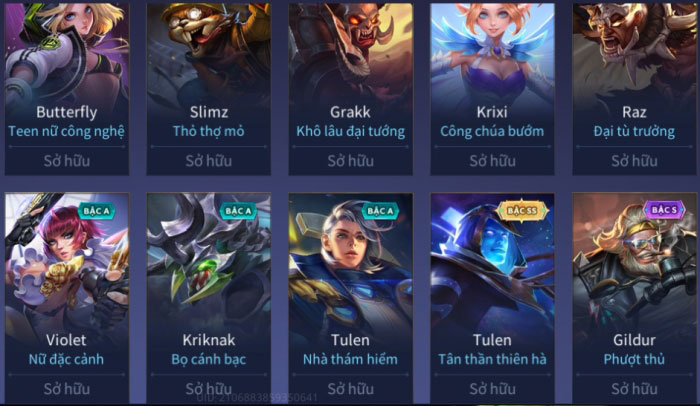 Butterfly Slimz Grakk Krixi Raz
Teen nữ công nghệ Thỏ thợ mỏ Khô lâu đại tướng Công chúa bướm Đại tù trưởng
Sở hữu Sở hữu Sở hữu Sở hữu Sở hữu
BẬC A BẬC A BẬC A BẬC SS BẬC S
Violet Kriknak Tulen Tulen Gildur
Nữ đặc cảnh Bọ cánh bạc Nhà thám hiểm Tân thần thiên hà Phượt thủ
Sở hữu Sở hữu Sở hữu Sở hữu Sở hữu
UID: 2106883859350641